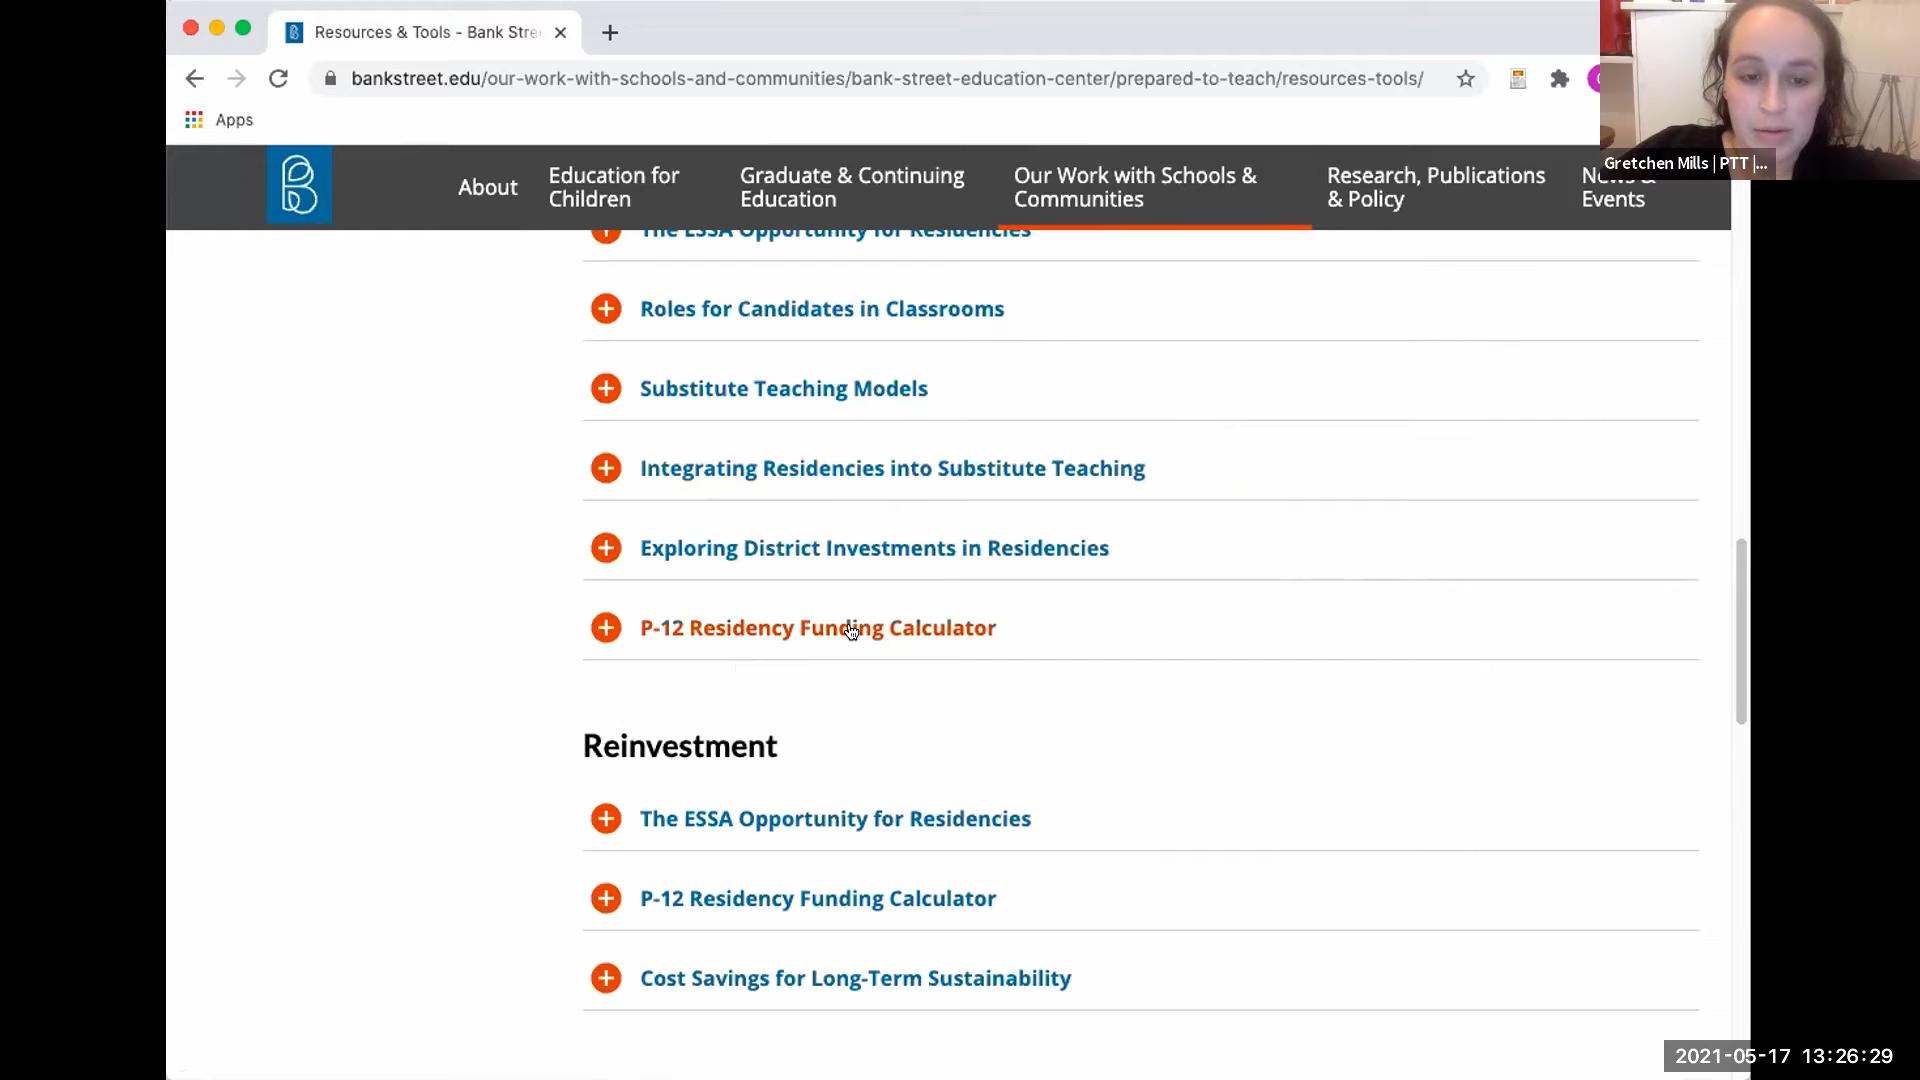 Resources & Tools - Bank Stre
bankstreet.edu/our-work-with-schools-and-communities/bank-street-education-center/prepared-to-teach/resources-tools/
Apps
Gretchen Mills | PTT |...
About
Education for
Children
Graduate & Continuing
Education
Our Work with Schools &
Communities
Research, Publications
& Policy
News &
Events
The ESSA Opportunity for Residencies
Roles for Candidates in Classrooms
Substitute Teaching Models
Integrating Residencies into Substitute Teaching
Exploring District Investments in Residencies
P-12 Residency Funding Calculator
Reinvestment
The ESSA Opportunity for Residencies
P-12 Residency Funding Calculator
Cost Savings for Long-Term Sustainability
2021-05-17 13:26:29